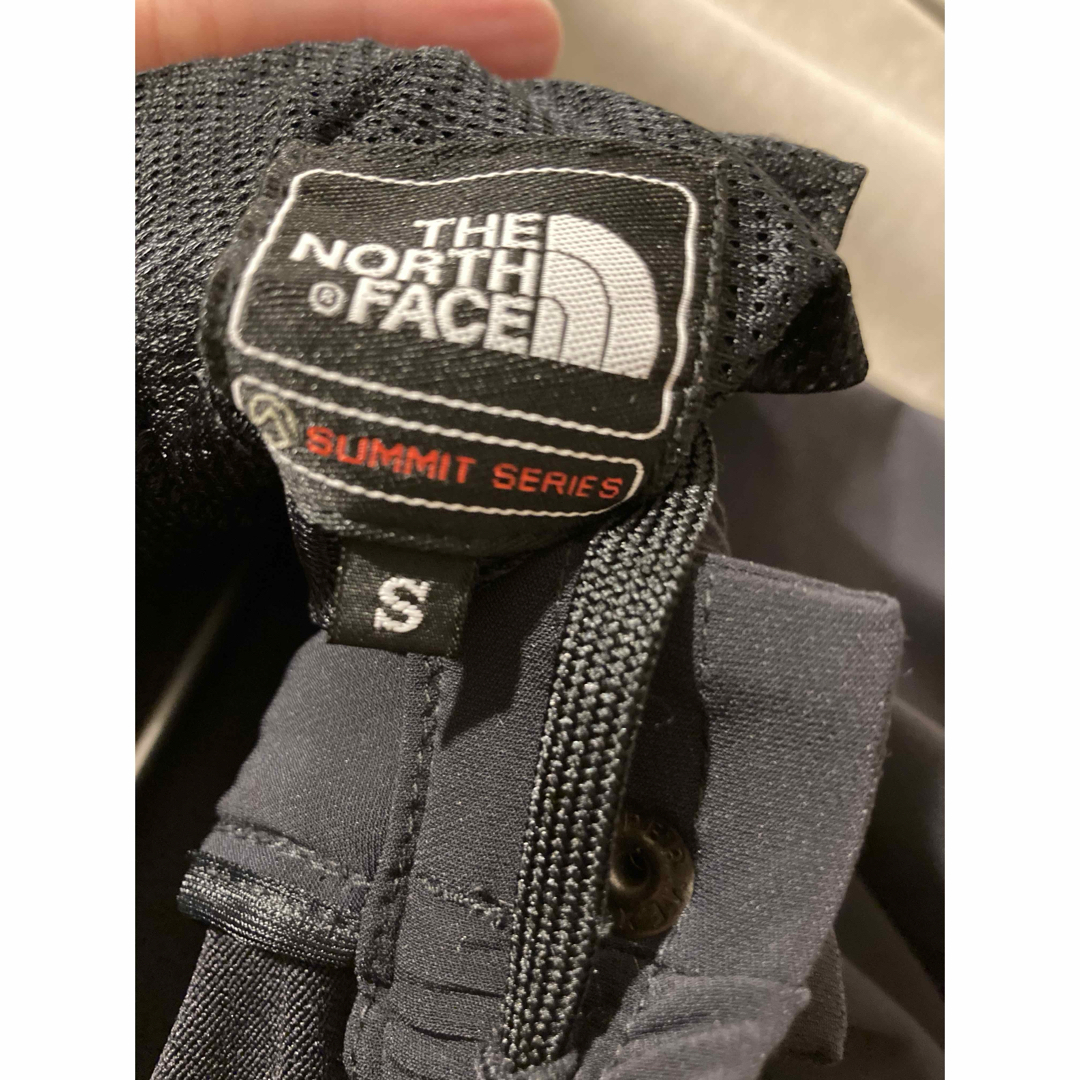 THE
NORTH
® FACE
SUMMIT SERIES
S